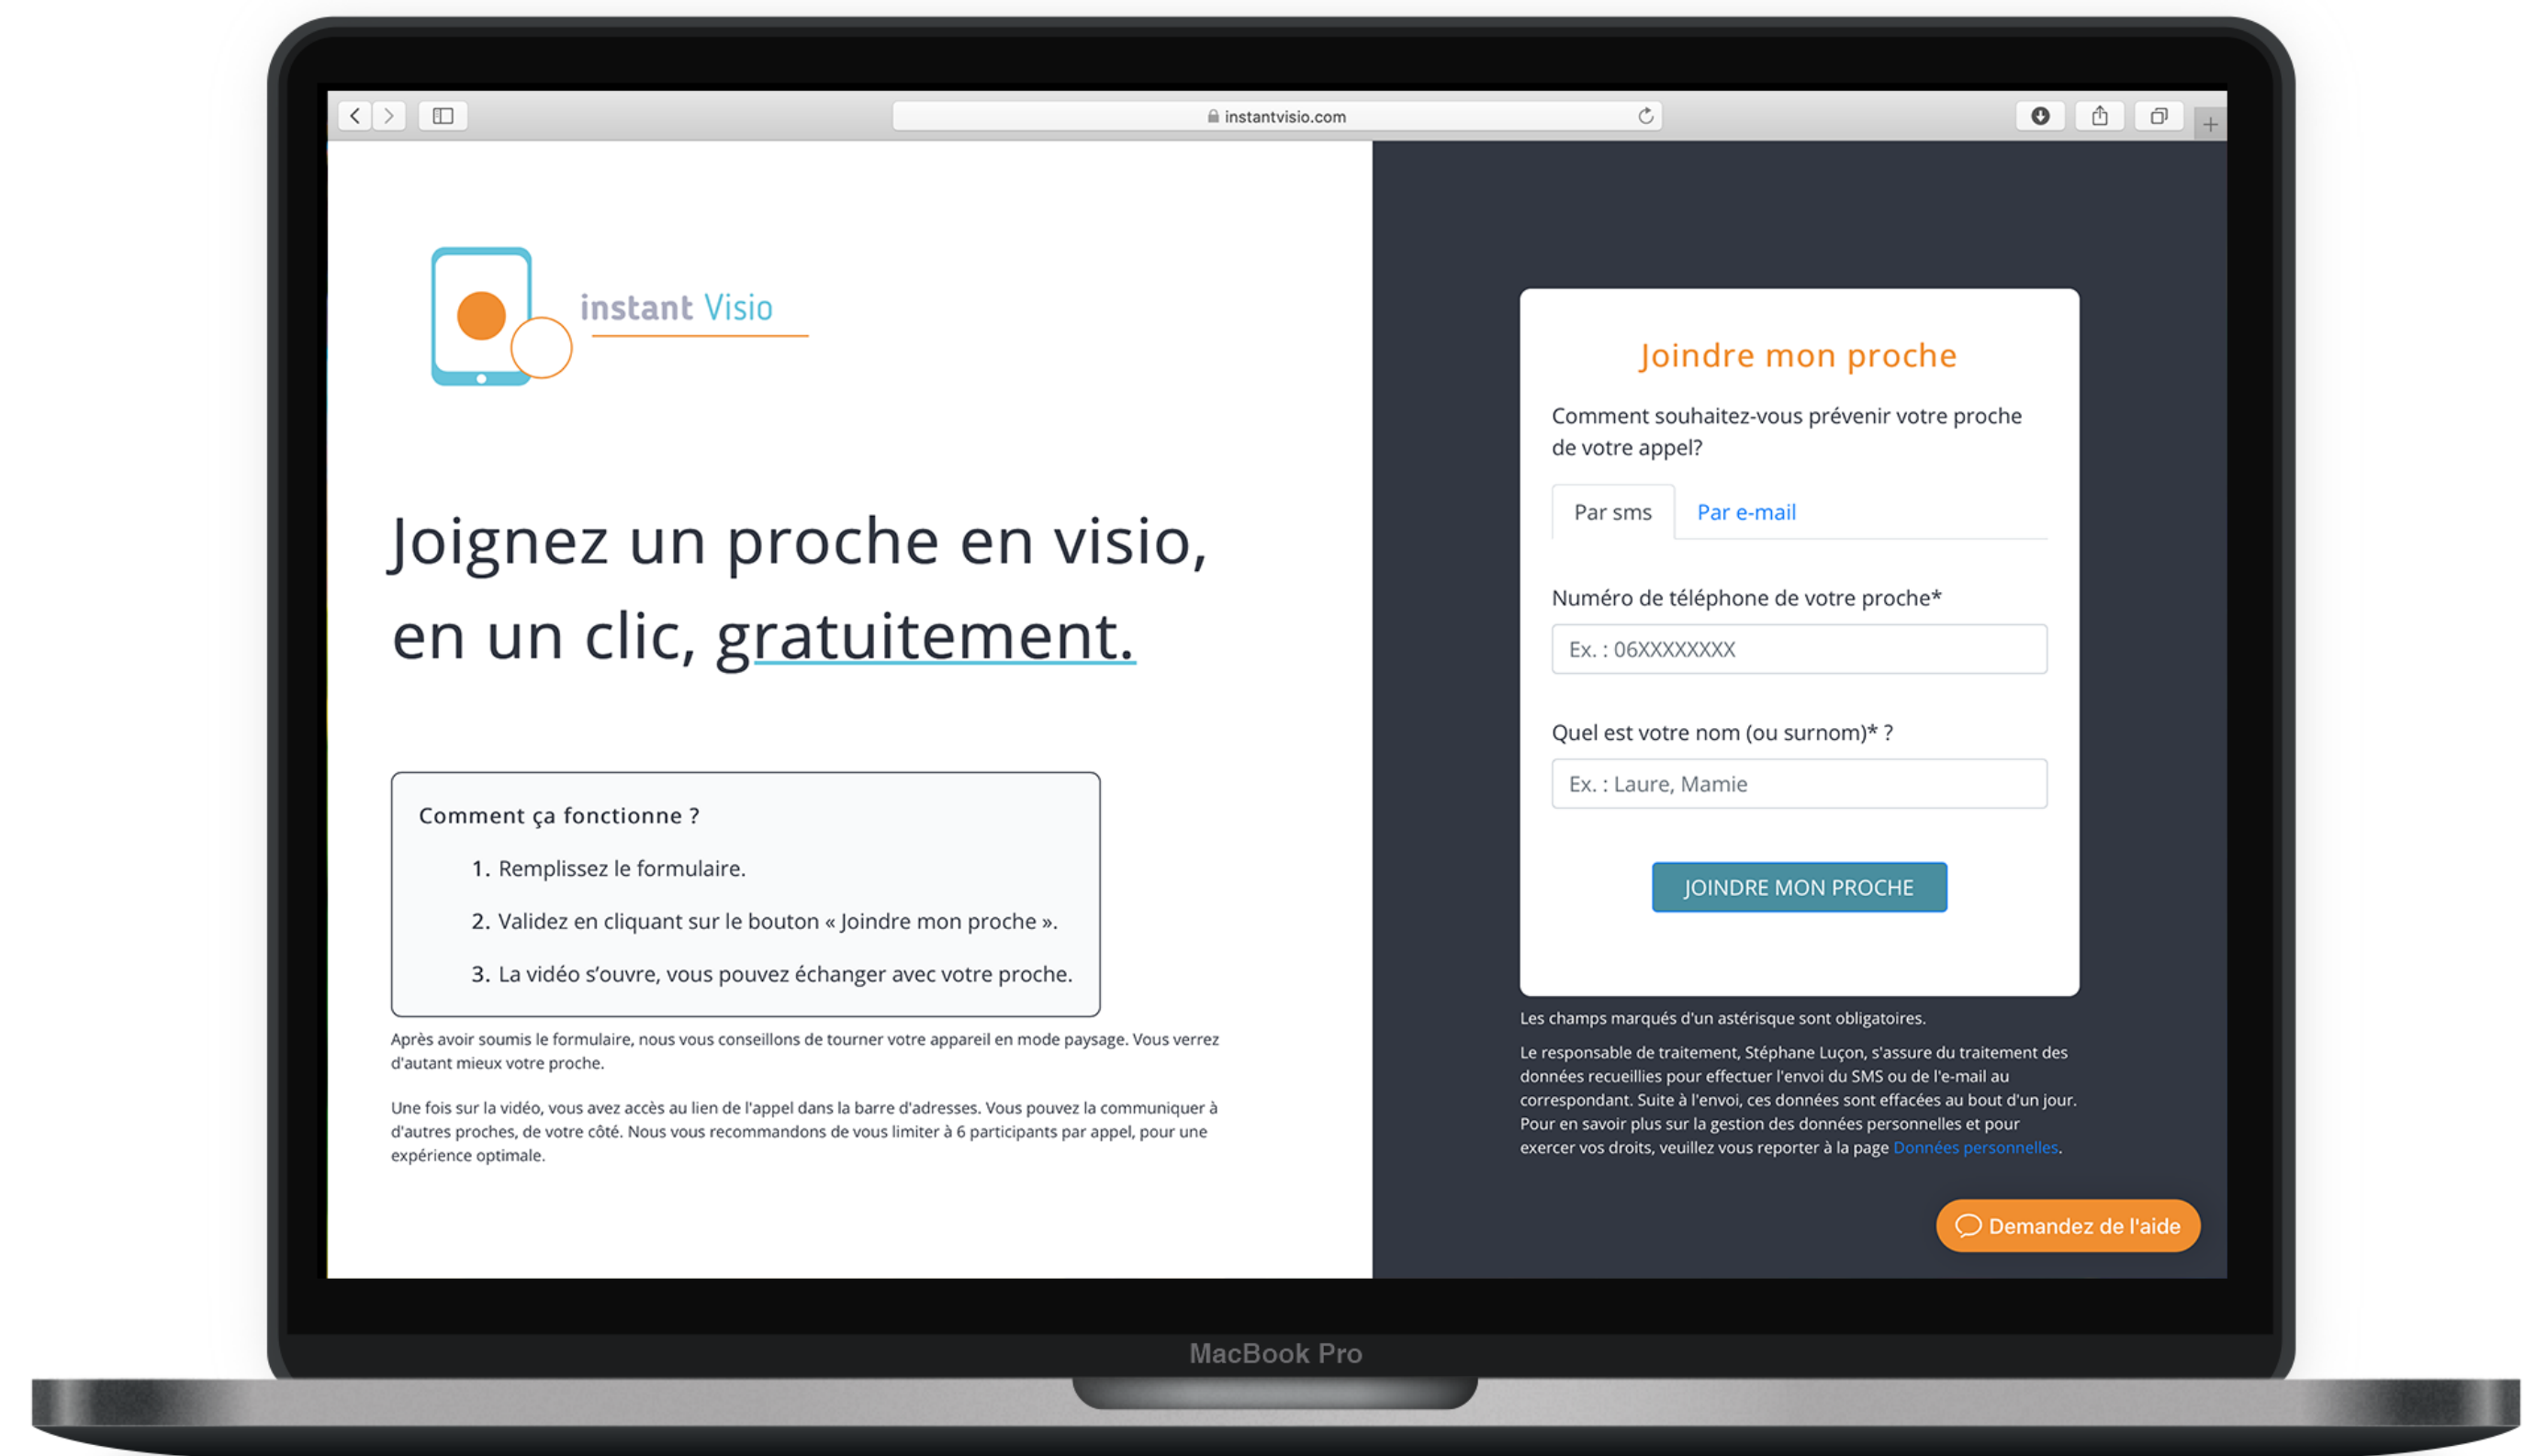 instantvisio.com
instant Visio
Joignez un proche en visio,
en un clic, gratuitement.
Comment ça fonctionne ?
1. Remplissez le formulaire.
2. Validez en cliquant sur le bouton « Joindre mon proche ».
3. La vidéo s’ouvre, vous pouvez échanger avec votre proche.
Après avoir soumis le formulaire, nous vous conseillons de tourner votre appareil en mode paysage. Vous verrez
d'autant mieux votre proche.
Une fois sur la vidéo, vous avez accès au lien de l'appel dans la barre d'adresses. Vous pouvez la communiquer à
d'autres proches, de votre côté. Nous vous recommandons de vous limiter à 6 participants par appel, pour une
expérience optimale.
Joindre mon proche
Comment souhaitez-vous prévenir votre proche
de votre appel?
Par sms Par e-mail
Numéro de téléphone de votre proche*
Ex. : 06XXXXXXXX
Quel est votre nom (ou surnom)* ?
Ex. : Laure, Mamie
JOINDRE MON PROCHE
Les champs marqués d'un astérisque sont obligatoires.
Le responsable de traitement, Stéphane Luçon, s'assure du traitement des
données recueillies pour effectuer l'envoi du SMS ou de l'e-mail au
correspondant. Suite à l'envoi, ces données sont effacées au bout d'un jour.
Pour en savoir plus sur la gestion des données personnelles et pour
exercer vos droits, veuillez vous reporter à la page Données personnelles.
Demandez de l'aide
MacBook Pro